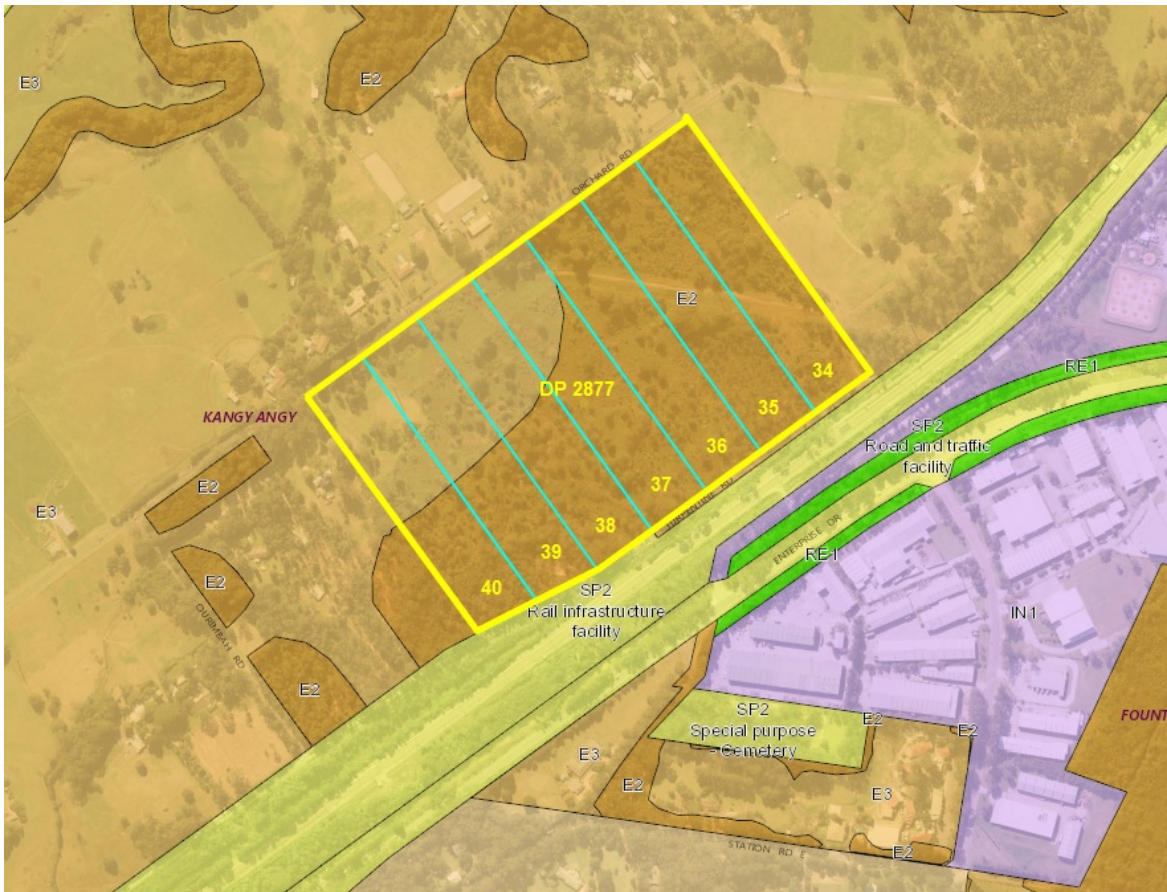 E3
E2
ORCHARD RD
E2
RE1
34
DP 2877
35
KANGY ANGY
SP2
Road and traffic
facility
36
E2
37
E3
38
ENTERPRISE DR
39
RE1
E2
40
SP2
Rail infrastructure
facility
IN1
OURIMBAH RD
E2
SP2
Special purpose
- Cemetery
E2
E2
FOUNT
E3
E2
E3
STATION RD E
E2